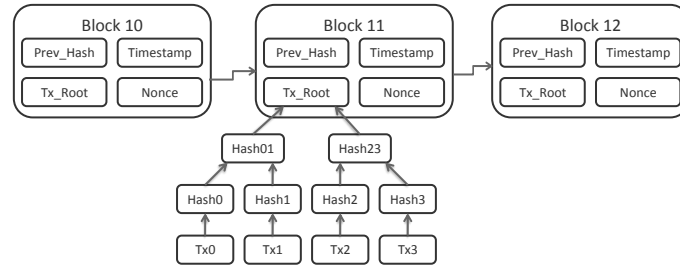 Block 10
Block 11
Block 12
Prev_Hash
Timestamp
Prev_Hash
Timestamp
Prev_Hash
Timestamp
Tx_Root
Nonce
Tx_Root
Nonce
Tx_Root
Nonce
Hash01
Hash23
Hash0
Hash1
Hash2
Hash3
Tx0
Tx1
Tx2
Tx3